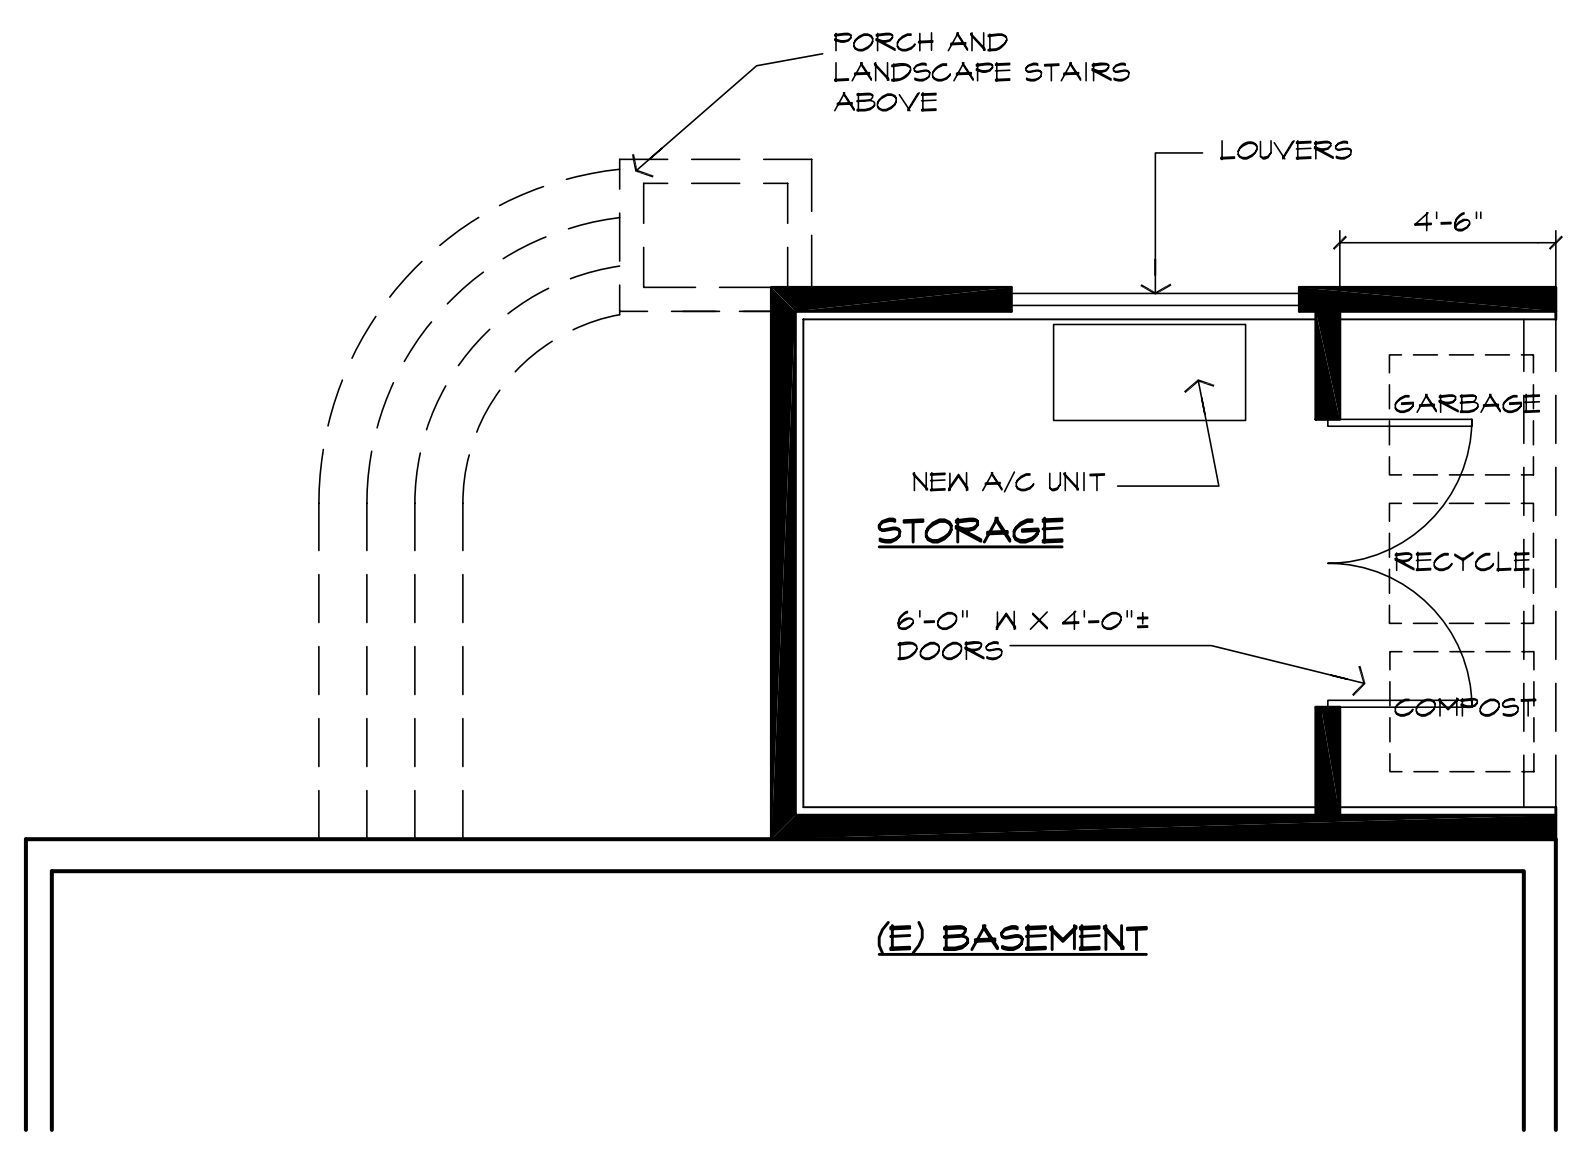 PORCH AND
LANDSCAPE STAIRS
ABOVE
LOUVERS
4'-6"
GARBAGE
NEW A/C UNIT
STORAGE
RECYCLE
6'-0" W X 4'-0"±
DOORS
COMPOST
(E) BASEMENT